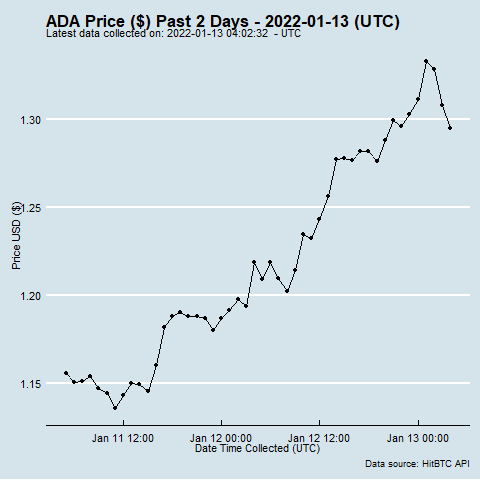 ADA Price ($) Past 2 Days - 2022-01-13 (UTC)
Latest data collected on: 2022-01-13 04:02:32 - UTC
Price USD ($)
1.30
1.25
1.20
1.15
Jan 11 12:00
Jan 12 00:00
Jan 12 12:00
Jan 13 00:00
Date Time Collected (UTC)
Data source: HitBTC API